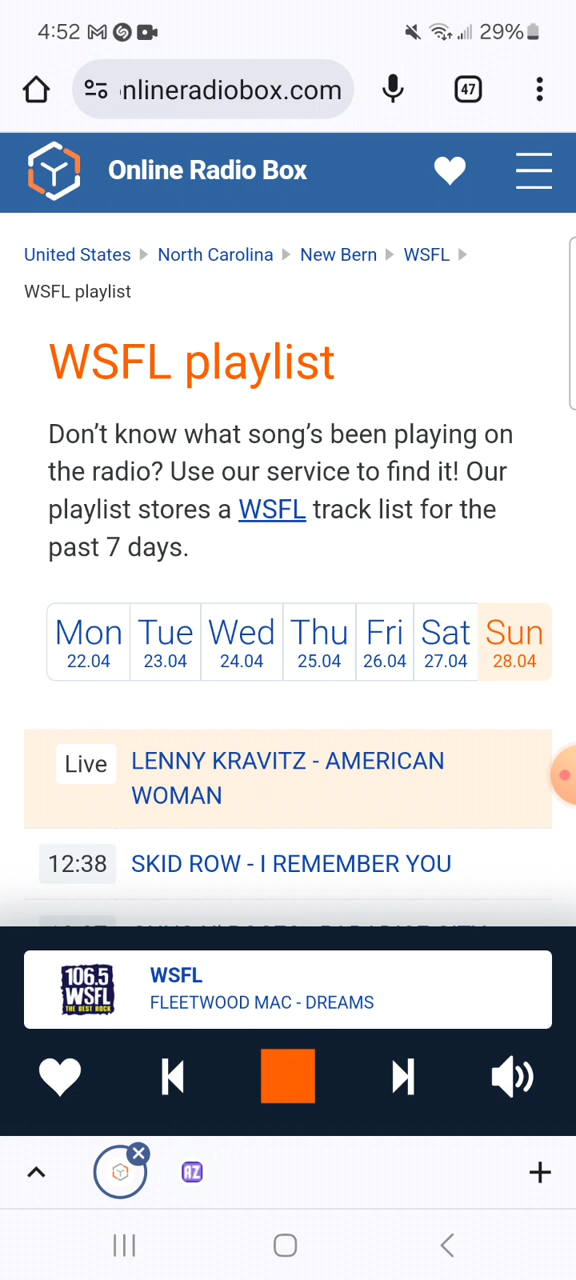 4:52 29%
nlineradiobox.com 47
Online Radio Box
United States North Carolina New Bern WSFL
WSFL playlist
WSFL playlist
Don't know what song's been playing on
the radio? Use our service to find it! Our
playlist stores a WSFL track list for the
past 7 days.
Mon Tue Wed Thu Fri Sat Sun
22.04 23.04 24.04 25.04 26.04 27.04 28.04
Live LENNY KRAVITZ - AMERICAN
WOMAN
12:38 SKID ROW - I REMEMBER YOU
106.5
WSFL
THE BEST ROCK
WSFL
FLEETWOOD MAC - DREAMS
AZ